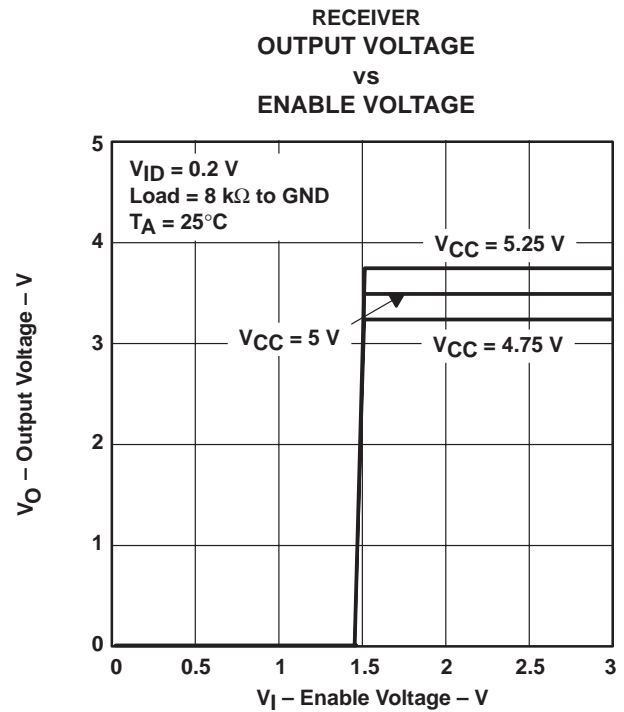 RECEIVER
OUTPUT VOLTAGE
vs
ENABLE VOLTAGE
5
VID = 0.2 V
Load = 8 kΩ to GND
TA = 25°C
4
VCC = 5.25 V
VCC = 5 V
3
VCC = 4.75 V
2
1
0
0 0.5 1 1.5 2 2.5 3
VI – Enable Voltage – V
VO – Output Voltage – V